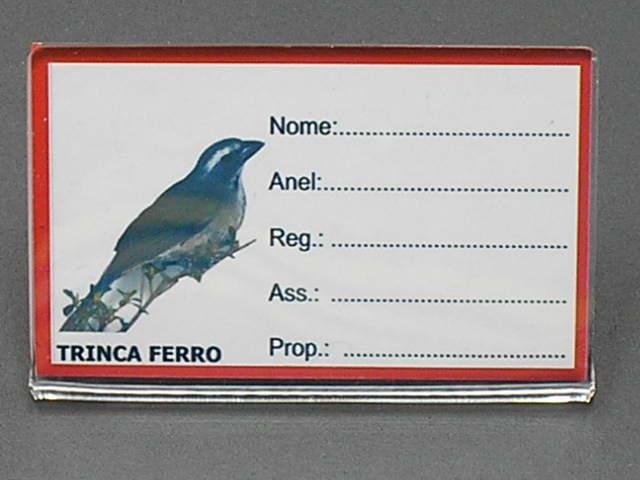 Nome:..........................................
Anel:............................................
Reg.: ..........................................
Ass.: ..........................................
Prop.: ........................................
TRINCA FERRO